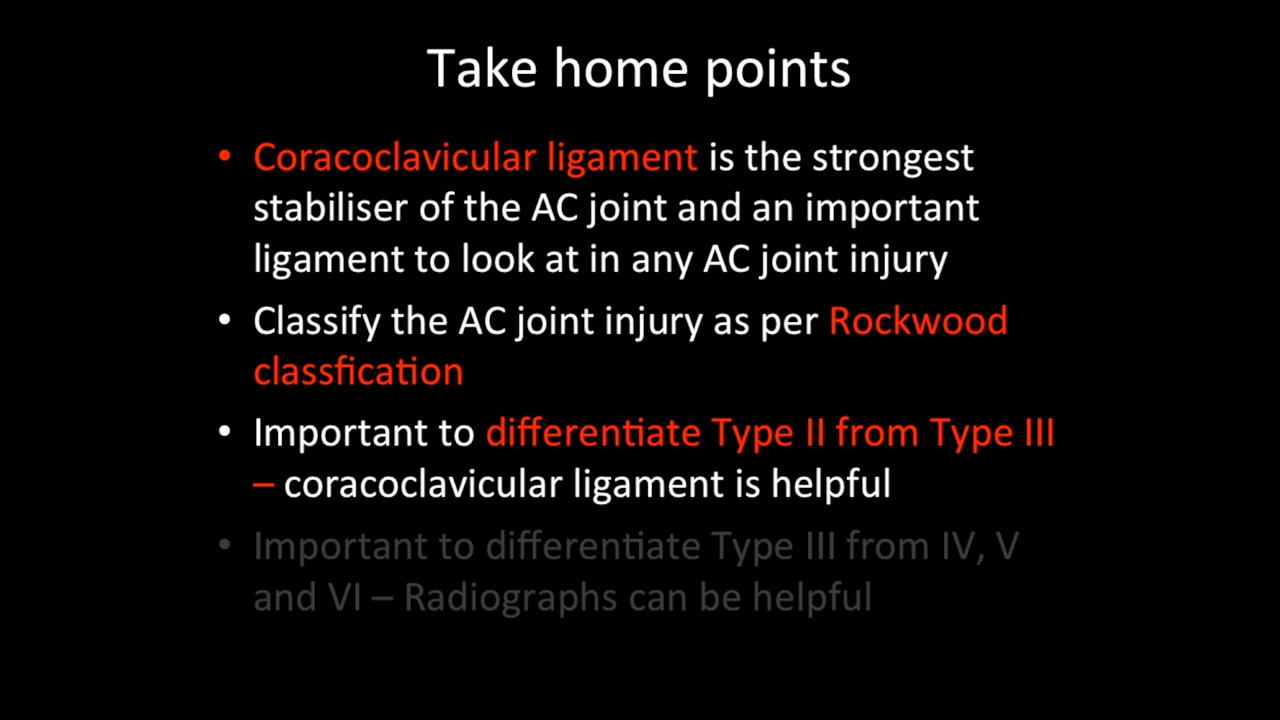 Take home points
• Coracoclavicular ligament is the strongest
stabiliser of the AC joint and an important
ligament to look at in any AC joint injury
• Classify the AC joint injury as per Rockwood
classfication
• Important to differentiate Type II from Type III
– coracoclavicular ligament is helpful
• Important to differentiate Type III from IV, V
and VI – Radiographs can be helpful